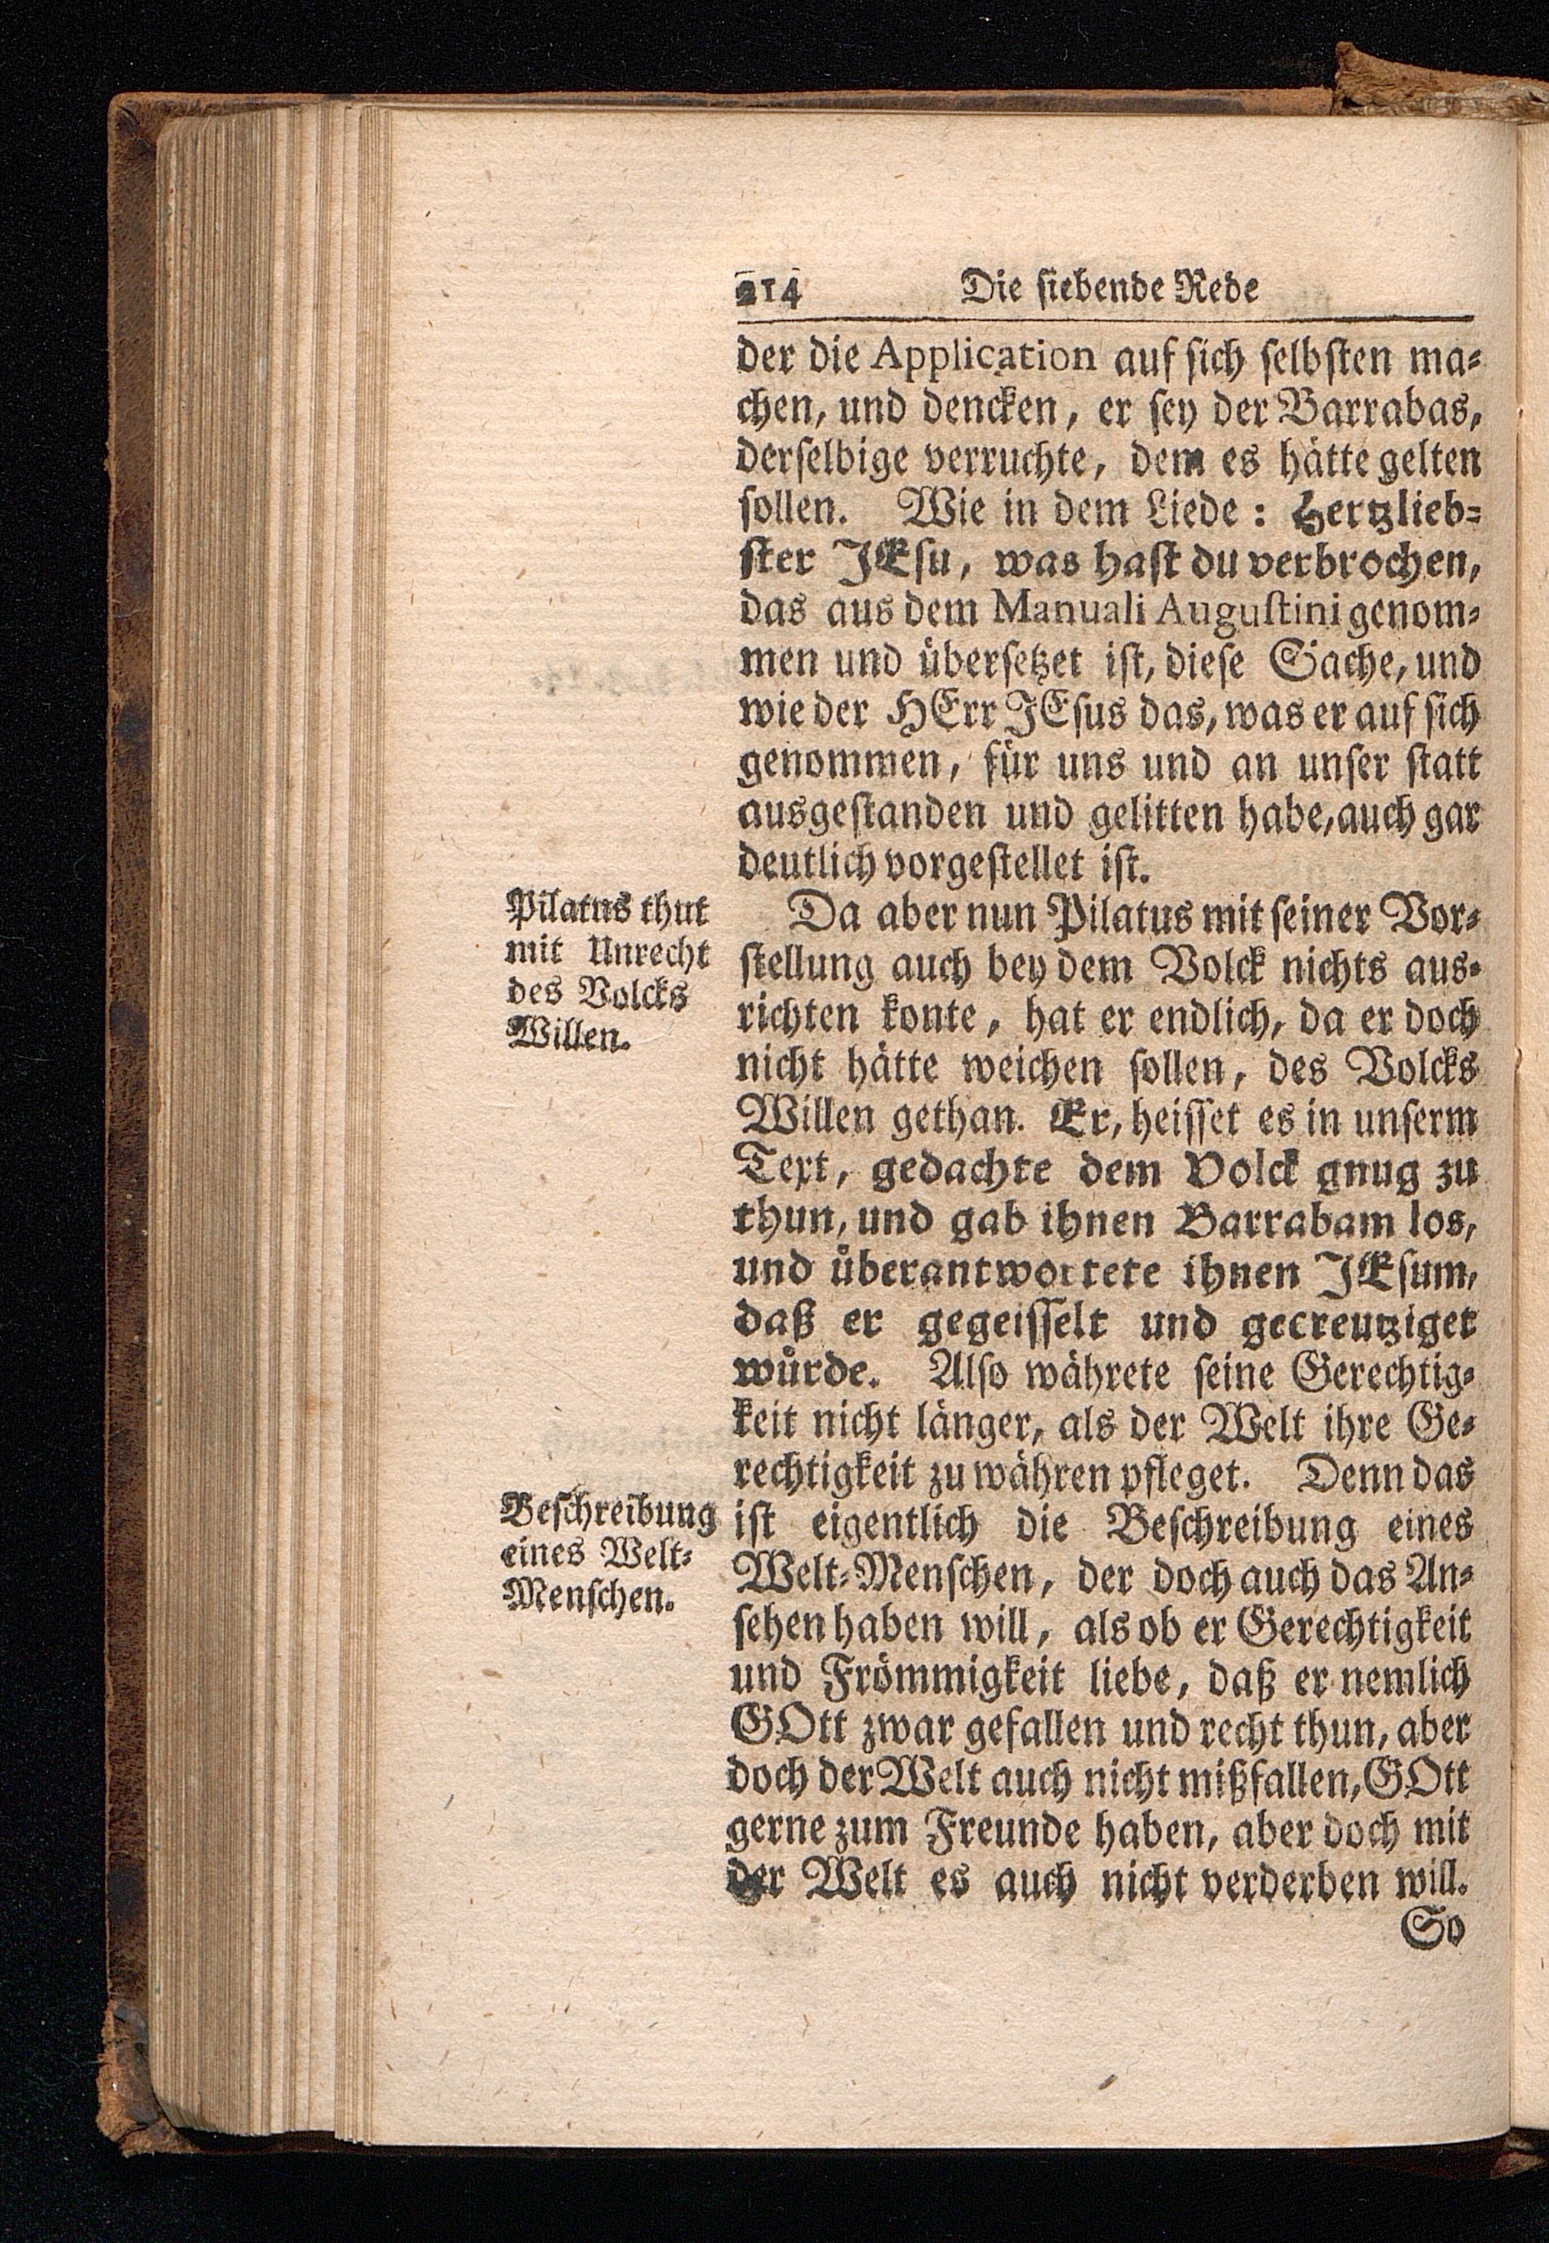 214 Die siebende Rede
der die Application auf sich selbsten ma-
chen, und dencken, er sey der Barrabas,
derselbige verruchte, dem es hätte gelten
sollen. Wie in dem Liede: Hertzlieb-
ster JEsu, was hast du verbrochen,
das aus dem Manuali Augustini genom-
men und übersetzet ist, diese Sache, und
wie der HErr JEsus das, was er auf sich
genommen, für uns und an unser statt
ausgestanden und gelitten habe, auch gar
deutlich vorgestellet ist.
Pilatus thut
mit Unrecht
des Volcks
Willen.
Da aber nun Pilatus mit seiner Vor-
stellung auch bey dem Volck nichts aus-
richten konte, hat er endlich, da er doch
nicht hätte weichen sollen, des Volcks
Willen gethan. Er, heisset es in unserm
Text, gedachte dem Volck gnug zu
thun, und gab ihnen Barrabam los,
und überantwortete ihnen JEsum,
daß er gegeisselt und gecreutziget
würde. Also währete seine Gerechtig-
keit nicht länger, als der Welt ihre Ge-
rechtigkeit zu währen pfleget. Denn das
Beschreibung
eines Welt-
Menschen.
ist eigentlich die Beschreibung eines
Welt-Menschen, der doch auch das An-
sehen haben will, als ob er Gerechtigkeit
und Frömmigkeit liebe, daß er nemlich
GOtt zwar gefallen und recht thun, aber
doch der Welt auch nicht mißfallen, GOtt
gerne zum Freunde haben, aber doch mit
der Welt es auch nicht verderben will.
So